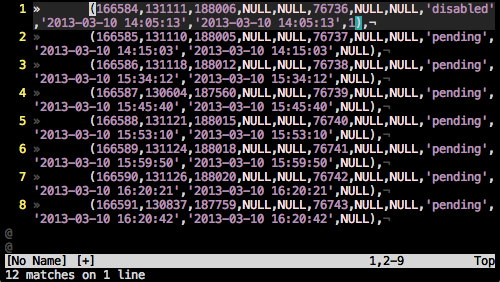 1 »       (166584,131111,188006,NULL,NULL,76736,NULL,NULL,'disabled'
,'2013-03-10 14:05:13','2013-03-10 14:05:13',1),¬
2 »       (166585,131110,188006,NULL,NULL,76737,NULL,NULL,'pending',
'2013-03-10 14:15:03','2013-03-10 14:15:03',NULL),¬
3 »       (166586,131118,188012,NULL,NULL,76738,NULL,NULL,'pending',
'2013-03-10 15:34:12','2013-03-10 15:34:12',NULL),¬
4 »       (166587,130604,187560,NULL,NULL,76739,NULL,NULL,'pending',
'2013-03-10 15:45:40','2013-03-10 15:45:40',NULL),¬
5 »       (166588,131121,188015,NULL,NULL,76740,NULL,NULL,'pending',
'2013-03-10 15:53:10','2013-03-10 15:53:10',NULL),¬
6 »       (166589,131124,188018,NULL,NULL,76741,NULL,NULL,'pending',
'2013-03-10 15:59:50','2013-03-10 15:59:50',NULL),¬
7 »       (166590,131126,188020,NULL,NULL,76742,NULL,NULL,'pending',
'2013-03-10 16:20:21','2013-03-10 16:20:21',NULL),¬
8 »       (166591,130837,187759,NULL,NULL,76743,NULL,NULL,'pending',
'2013-03-10 16:20:42','2013-03-10 16:20:42',NULL),¬
@
@
[No Name] [+] 1,2-9 Top
12 matches on 1 line